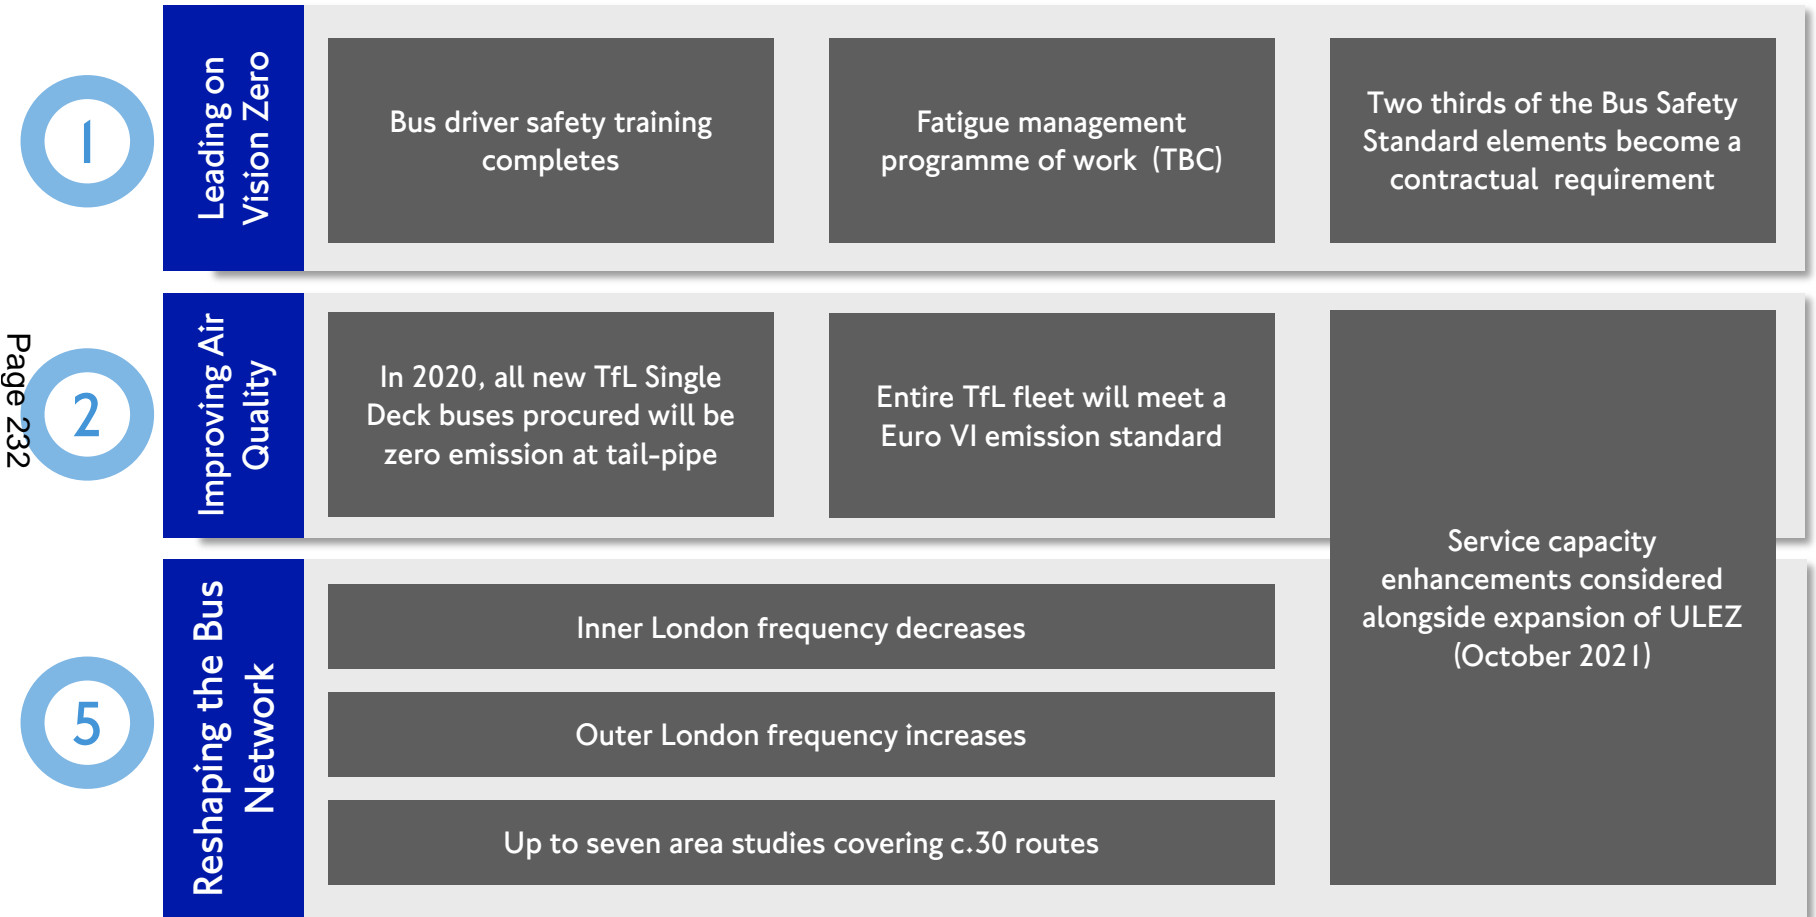 1
Leading on
Vision Zero
Bus driver safety training
completes
Fatigue management
programme of work (TBC)
Two thirds of the Bus Safety
Standard elements become a
contractual requirement
Page 232
2
Improving Air
Quality
In 2020, all new TfL Single
Deck buses procured will be
zero emission at tail-pipe
Entire TfL fleet will meet a
Euro VI emission standard
Service capacity
enhancements considered
alongside expansion of ULEZ
(October 2021)
5
Reshaping the Bus
Network
Inner London frequency decreases
Outer London frequency increases
Up to seven area studies covering c.30 routes